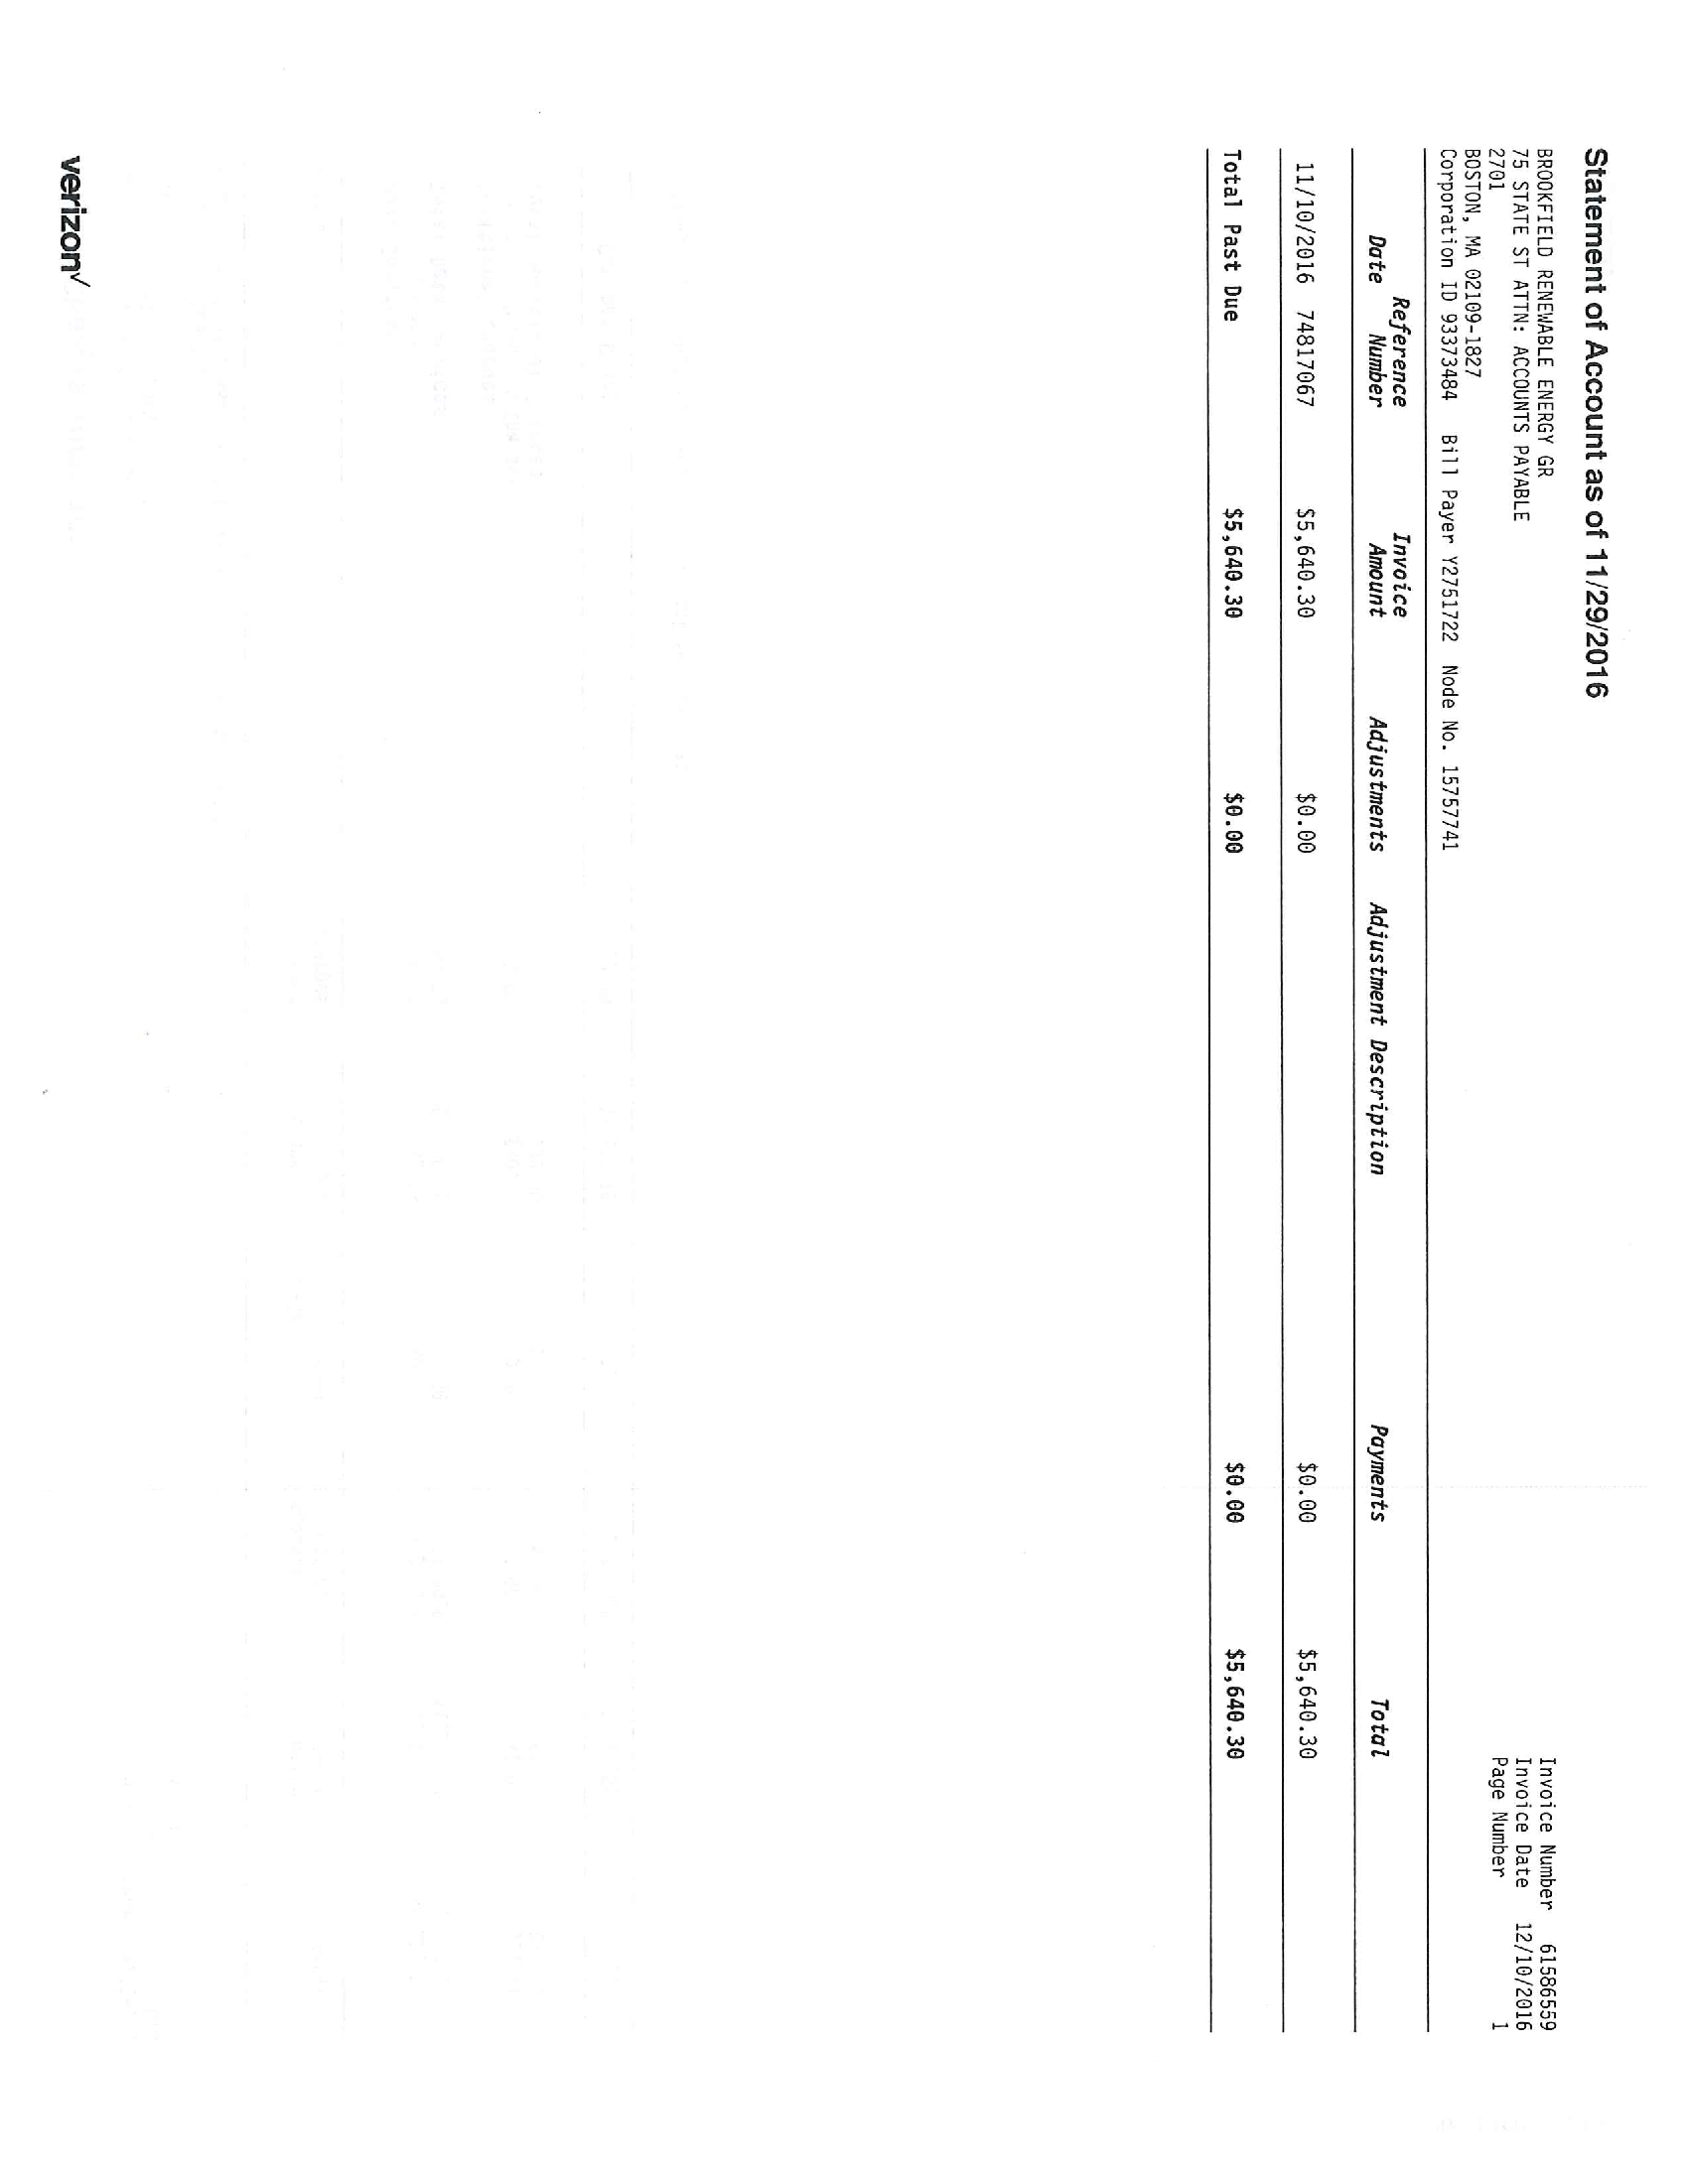 Statement of Account as of 11/29/2016
BROOKFIELD RENEWABLE ENERGY GR
75 STATE ST ATTN: ACCOUNTS PAYABLE
2701
BOSTON, MA 02109-1827
Corporation ID 93373484 Bill Payer Y2751722 Node No. 15757741
Invoice Number 61586559
Invoice Date 12/10/2016
Page Number 1
Reference Invoice
Date Number Amount Adjustments Adjustment Description Payments Total
11/10/2016 74817067 $5,640.30 $0.00 $0.00 $5,640.30
Total Past Due $5,640.30 $0.00 $0.00 $5,640.30
verizon✓